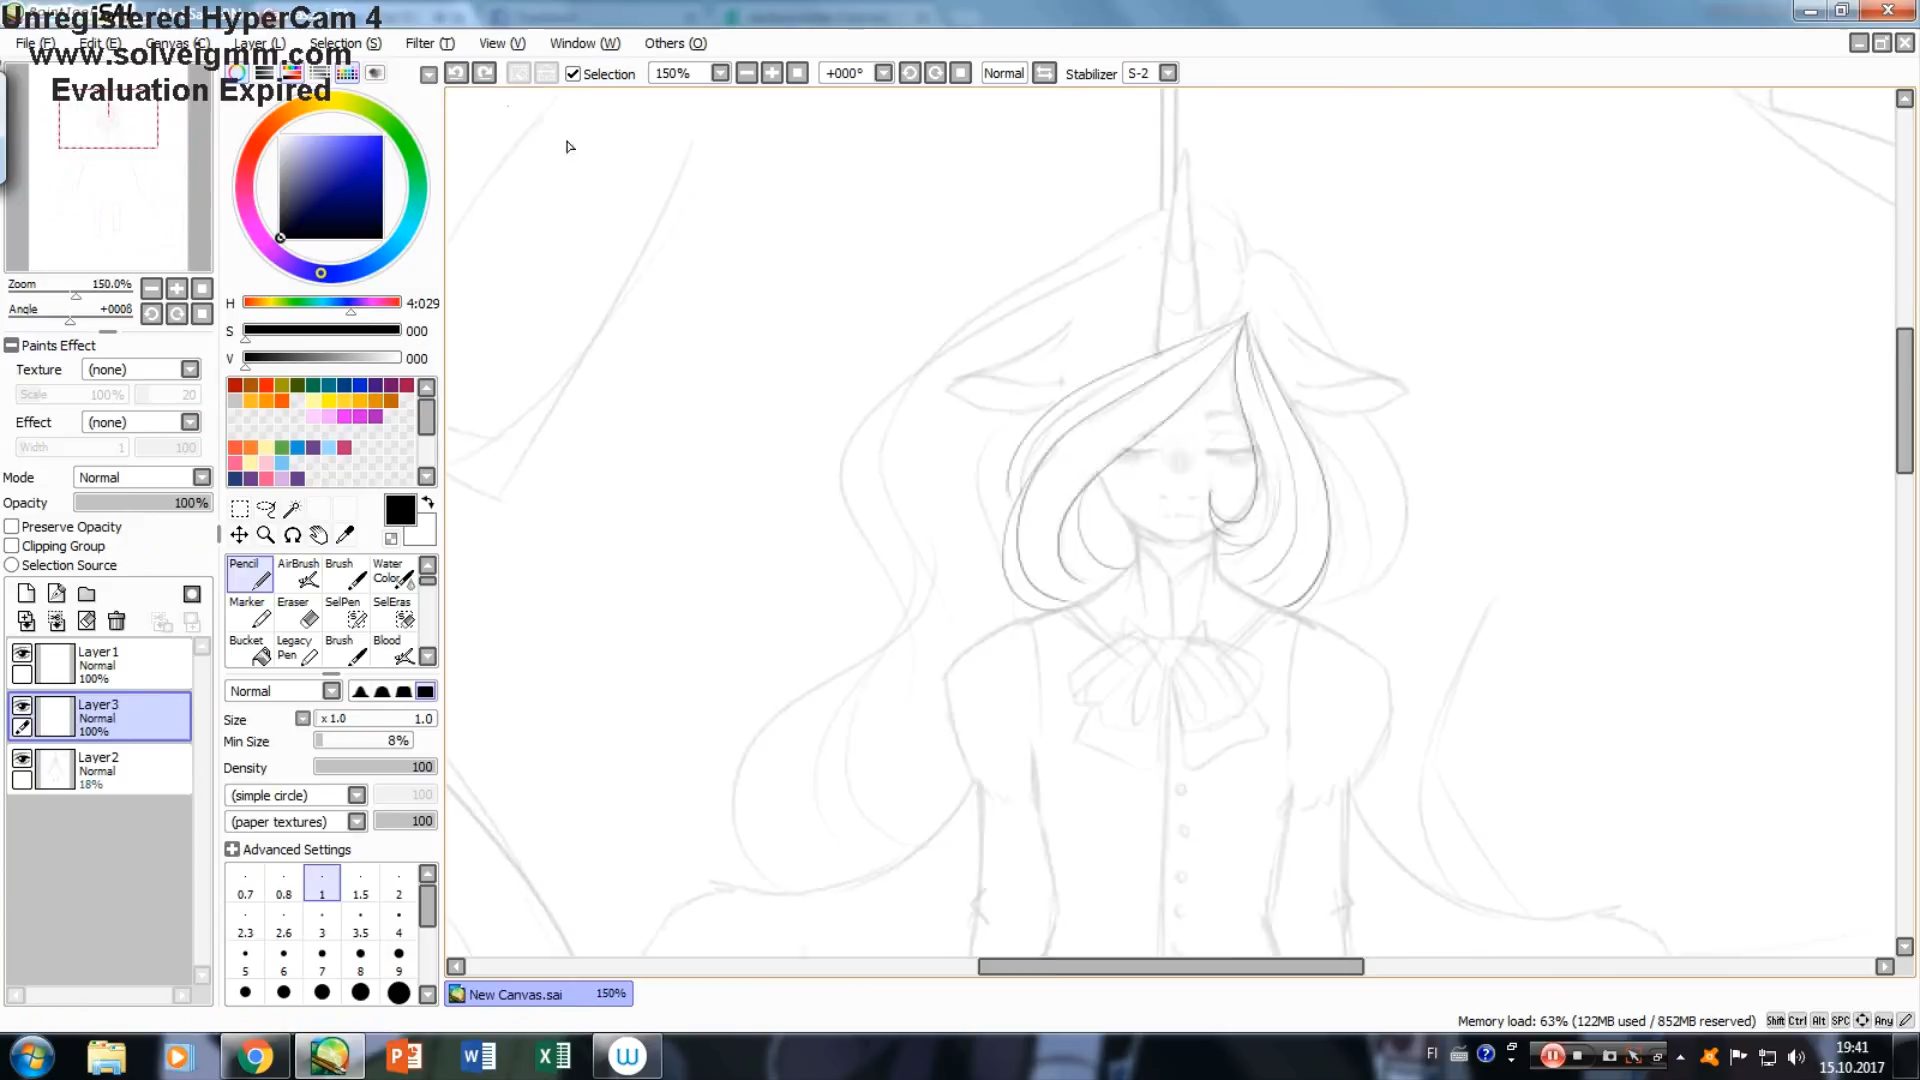 Unregistered HyperCam 4
www.solveigmm.com
Evaluation Expired
File (F) Edit (E) Canvas (C) Layer (L) Selection (S) Filter (T) View (V) Window (W) Others (O)
Selection 150% +000° Normal Stabilizer S-2
Zoom 150.0%
Angle
H 4:029
S 000
V 000
Paints Effect
Texture (none)
Scale 100% 20
Effect (none)
Width 1 100
Mode Normal
Opacity 100%
Preserve Opacity
Clipping Group
Selection Source
Layer1
Normal
100%
Layer3
Normal
100%
Layer2
Normal
18%
Pencil AirBrush Brush Water Color
Marker Eraser SelPen SelEras
Bucket Legacy Pen Brush Blood
Normal
Size x 1.0 1.0
Min Size 8%
Density 100
(simple circle) 100
(paper textures) 100
Advanced Settings
0.7 0.8 1 1.5 2
2.3 2.6 3 3.5 4
5 6 7 8 9
New Canvas.sai 150%
Memory load: 63% (122MB used / 852MB reserved) Shift Ctrl Alt SPC Any
FI 19:41
15.10.2017